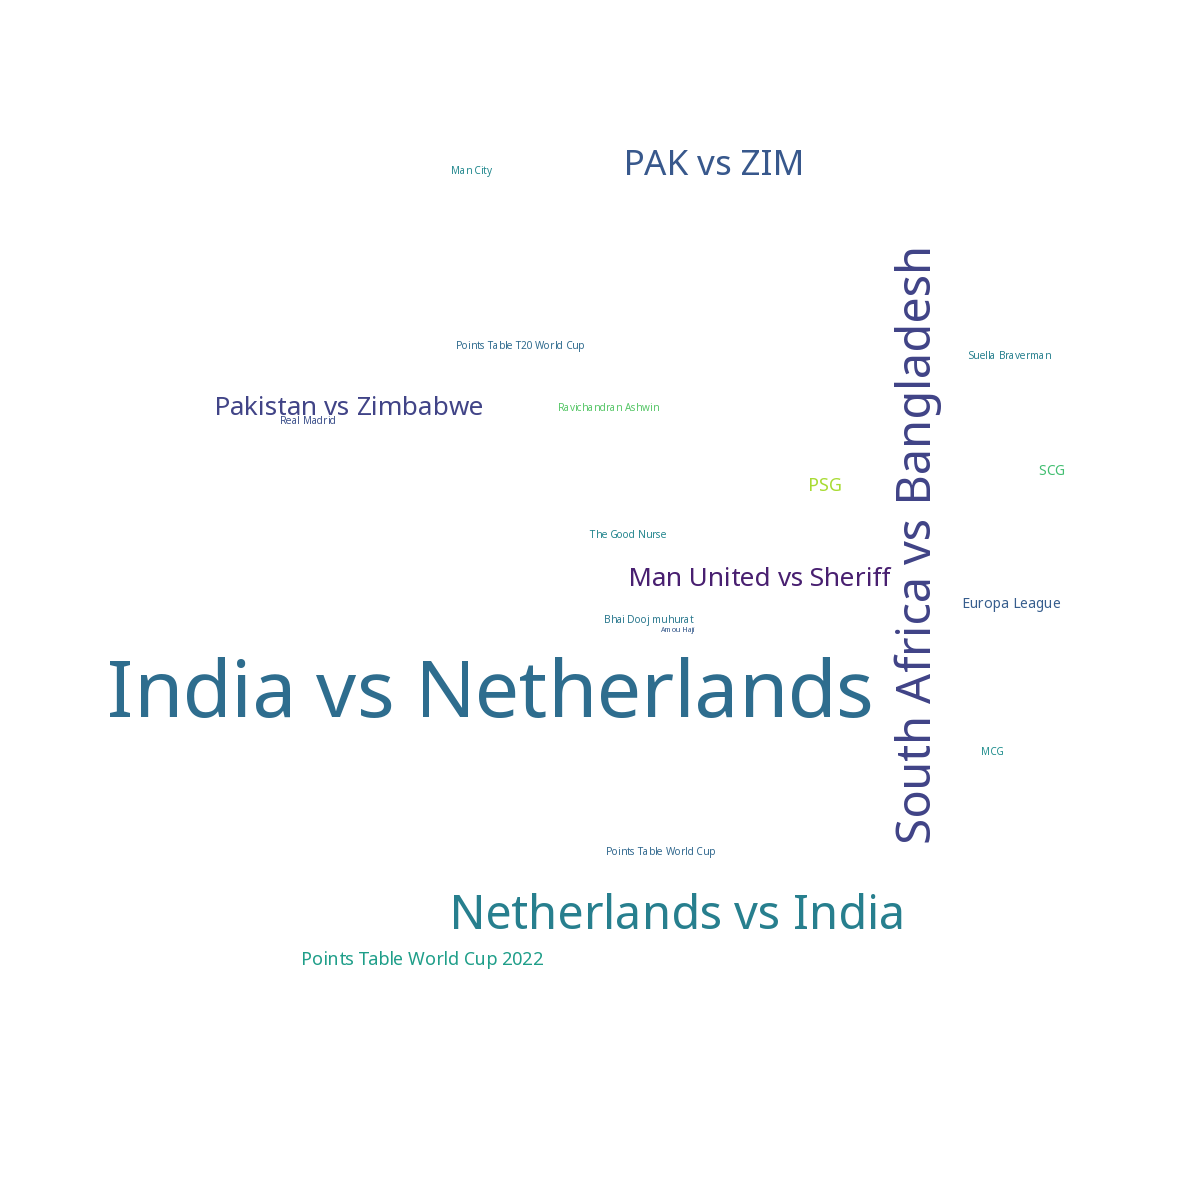 PAK vs ZIM
Man City
South Africa vs Bangladesh
Points Table T20 World Cup
Suella Braverman
Pakistan vs Zimbabwe
Ravichandran Ashwin
Real Madrid
SCG
PSG
The Good Nurse
Man United vs Sheriff
Europa League
Bhai Dooj muhurat
Amou Haji
India vs Netherlands
MCG
Points Table World Cup
Netherlands vs India
Points Table World Cup 2022